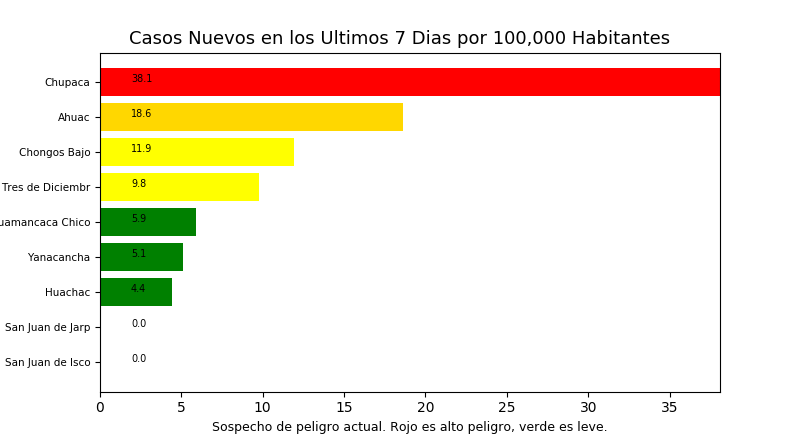 Casos Nuevos en los Ultimos 7 Dias por 100,000 Habitantes
Chupaca 38.1
Ahuac 18.6
Chongos Bajo 11.9
Tres de Diciembr 9.8
uamancaca Chico 5.9
Yanacancha 5.1
Huachac 4.4
San Juan de Jarp 0.0
San Juan de Isco 0.0
0 5 10 15 20 25 30 35
Sospecho de peligro actual. Rojo es alto peligro, verde es leve.